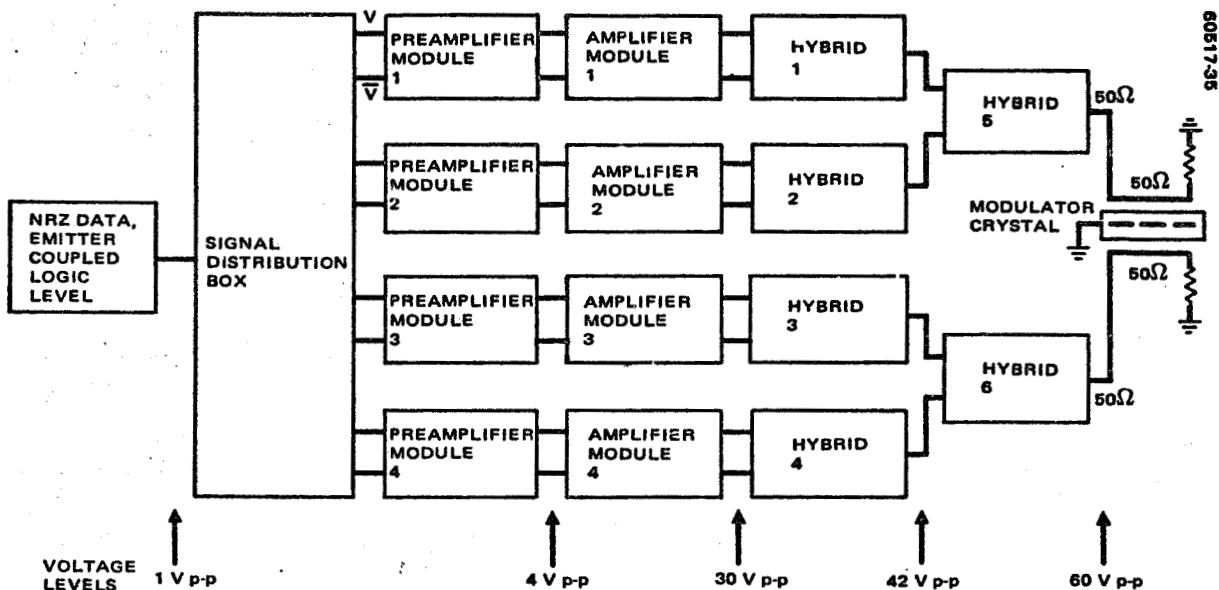 60517-35
V
V̅
PREAMPLIFIER
MODULE
1
AMPLIFIER
MODULE
1
HYBRID
1
HYBRID
5
50Ω
PREAMPLIFIER
MODULE
2
AMPLIFIER
MODULE
2
HYBRID
2
50Ω
MODULATOR
CRYSTAL
NRZ DATA,
EMITTER
COUPLED
LOGIC
LEVEL
SIGNAL
DISTRIBUTION
BOX
50Ω
PREAMPLIFIER
MODULE
3
AMPLIFIER
MODULE
3
HYBRID
3
HYBRID
6
50Ω
PREAMPLIFIER
MODULE
4
AMPLIFIER
MODULE
4
HYBRID
4
VOLTAGE
LEVELS
1 V p-p
4 V p-p
30 V p-p
42 V p-p
60 V p-p